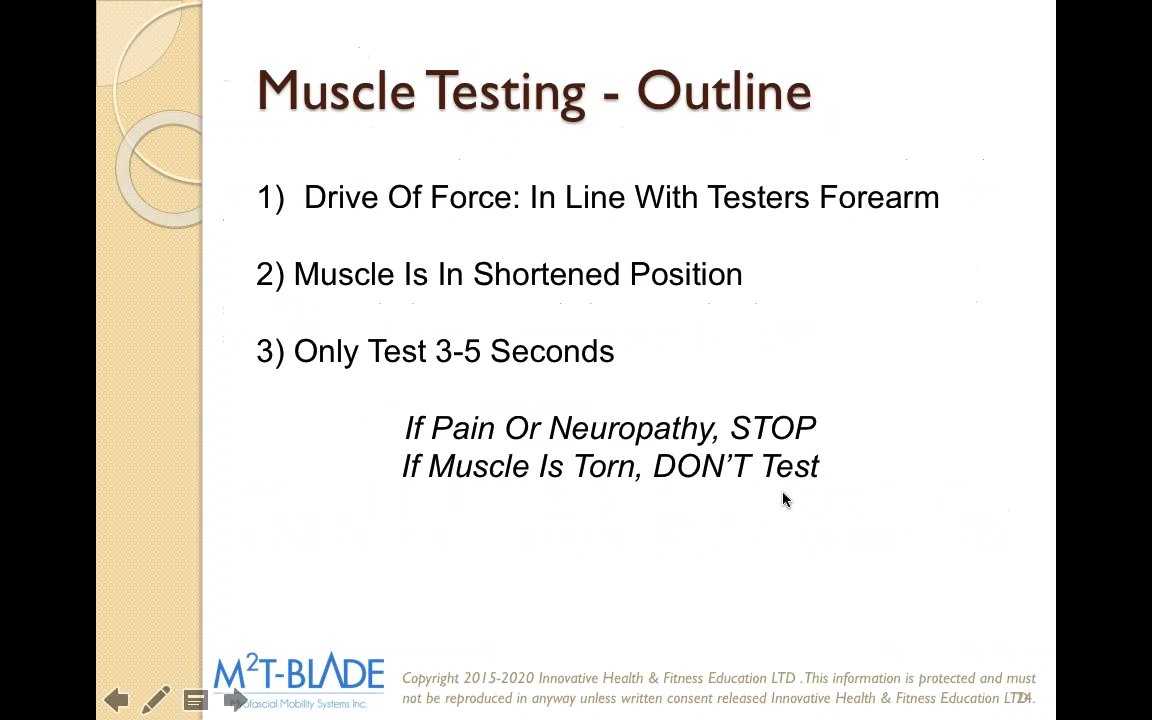 Muscle Testing - Outline
1) Drive Of Force: In Line With Testers Forearm
2) Muscle Is In Shortened Position
3) Only Test 3-5 Seconds
If Pain Or Neuropathy, STOP
If Muscle Is Torn, DON'T Test
M²T-BLADE
Myofascial Mobility Systems Inc.
Copyright 2015-2020 Innovative Health & Fitness Education LTD .This information is protected and must
not be reproduced in anyway unless written consent released Innovative Health & Fitness Education LTD.